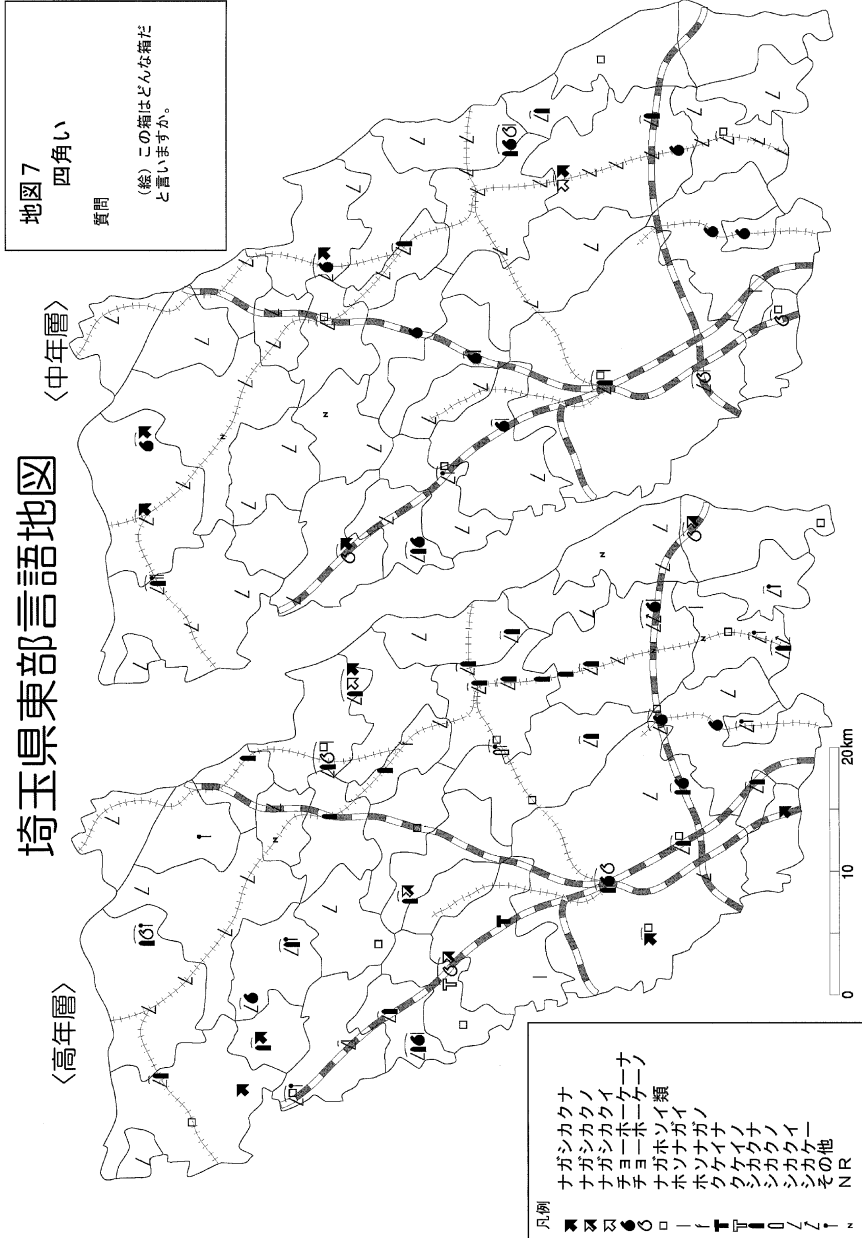 埼玉県東部言語地図
地図7
四角い
質問
(絵) この箱はどんな箱だ
と言いますか。
〈高年層〉
〈中年層〉
凡例
ナガシカクナ
ナガシカクノ
ナガシカクイ
チョーホーケーナ
チョーホーケーノ
ナガホソイ類
ホソナガイ
ホソナガノ
クケイナ
クケイノ
シカクナ
シカクノ
シカクイ
シカケー
その他
N NR
0 10 20km